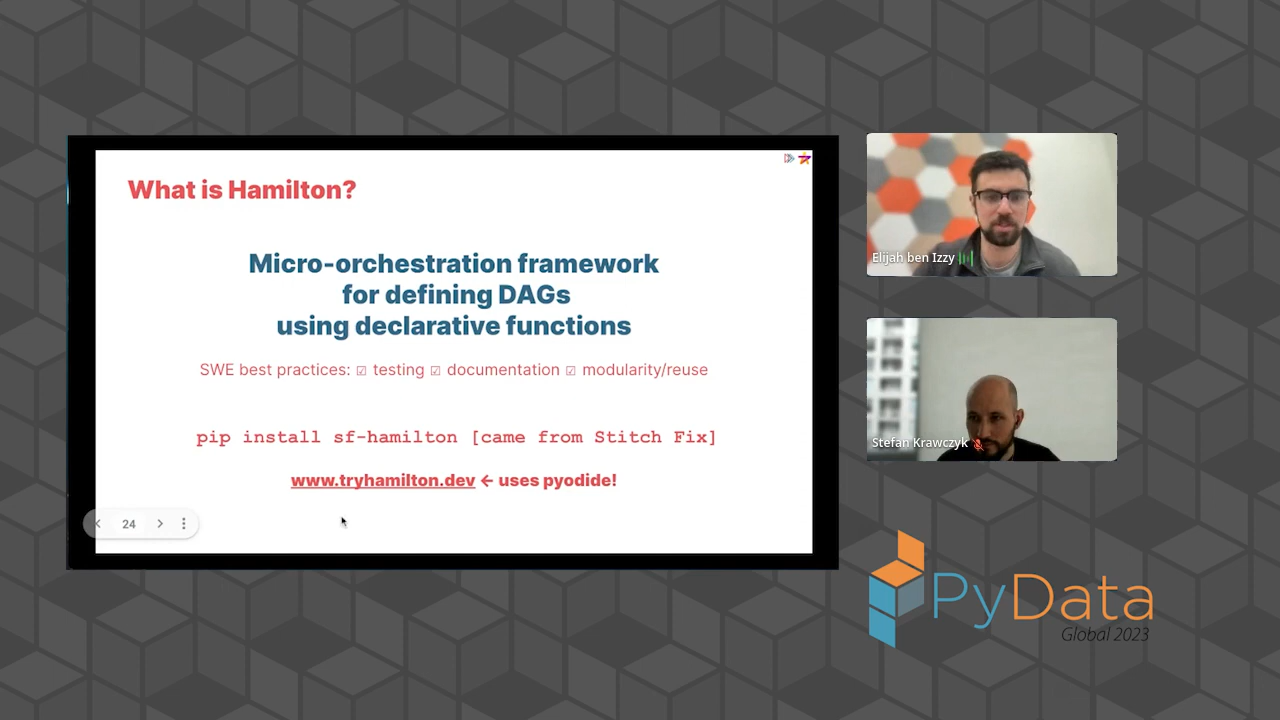 What is Hamilton?
Micro-orchestration framework
for defining DAGs
using declarative functions
SWE best practices: ☑ testing ☑ documentation ☑ modularity/reuse
pip install sf-hamilton [came from Stitch Fix]
www.tryhamilton.dev ← uses pyodide!
24
Elijah ben Izzy
Stefan Krawczyk
PyData
Global 2023